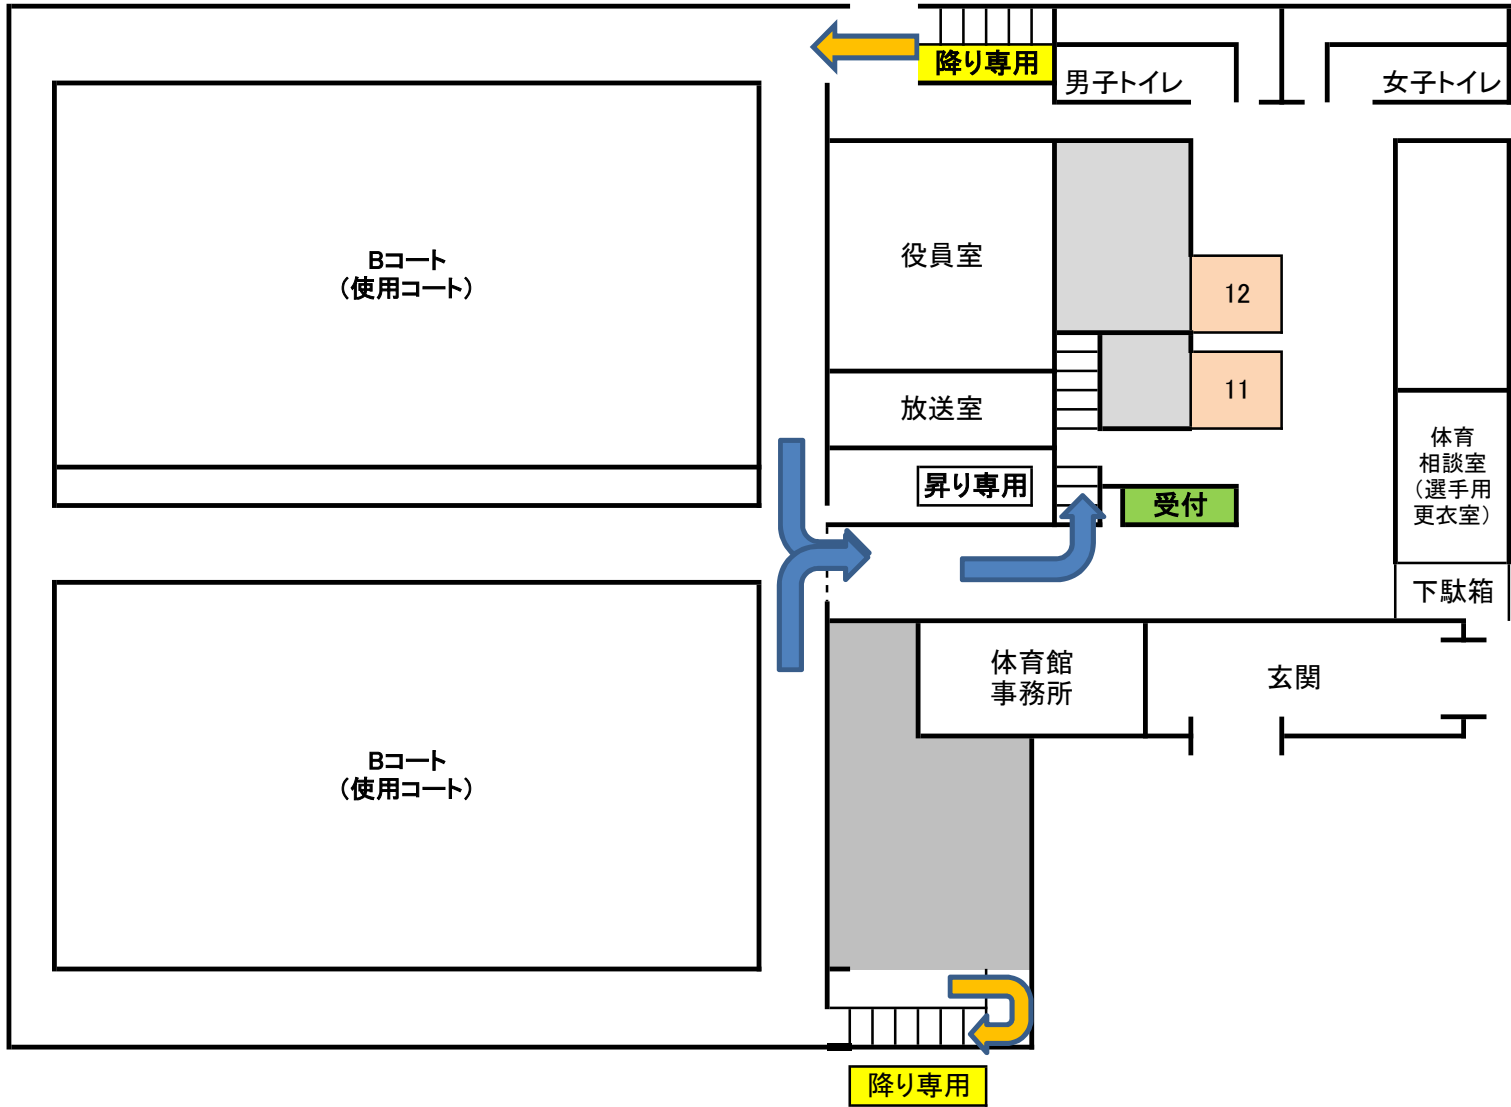 降り専用
男子トイレ
女子トイレ
Bコート
（使用コート）
役員室
12
11
放送室
体育
相談室
（選手用
更衣室）
昇り専用
受付
下駄箱
体育館
事務所
玄関
Bコート
（使用コート）
降り専用